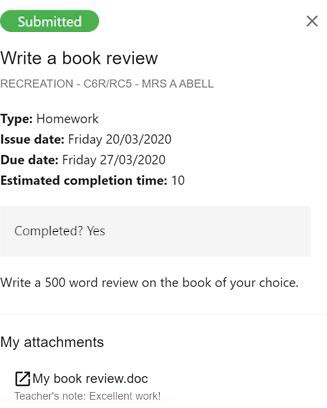 Submitted
Write a book review
RECREATION - C6R/RC5 - MRS A ABELL
Type: Homework
Issue date: Friday 20/03/2020
Due date: Friday 27/03/2020
Estimated completion time: 10
Completed? Yes
Write a 500 word review on the book of your choice.
My attachments
My book review.doc
Teacher's note: Excellent work!